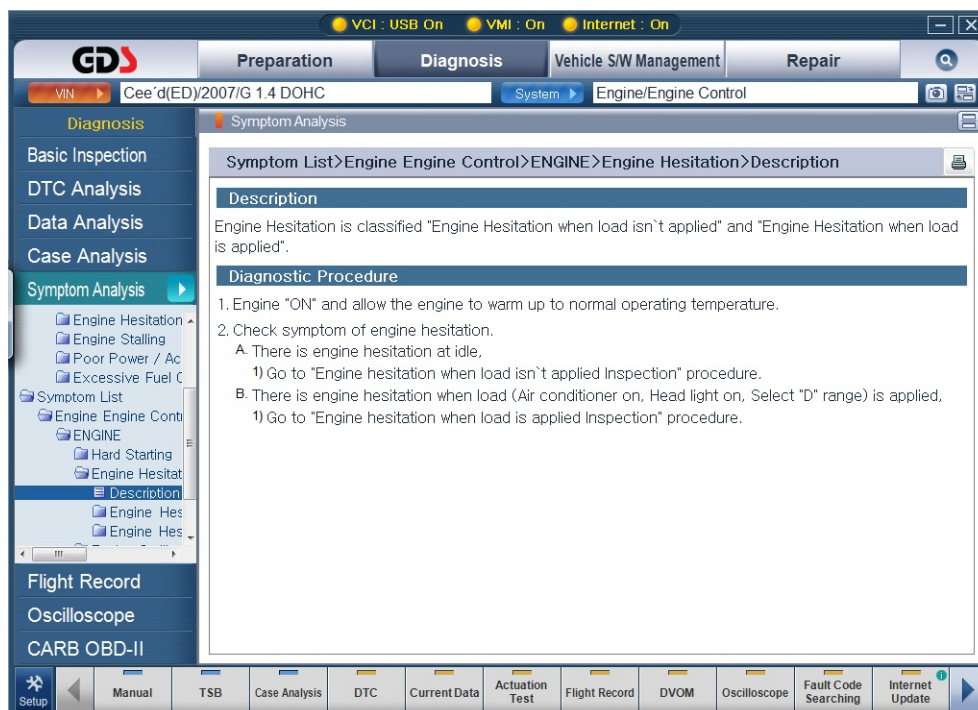 VCI : USB On VMI : On Internet : On
GDS Preparation Diagnosis Vehicle S/W Management Repair
VIN Cee´d(ED)/2007/G 1.4 DOHC System Engine/Engine Control
Diagnosis
Basic Inspection
DTC Analysis
Data Analysis
Case Analysis
Symptom Analysis
Engine Hesitation
Engine Stalling
Poor Power / Ac
Excessive Fuel C
Symptom List
Engine Engine Contr
ENGINE
Hard Starting
Engine Hesitat
Description
Engine Hes
Engine Hes
Flight Record
Oscilloscope
CARB OBD-II
Symptom Analysis
Symptom List>Engine Engine Control>ENGINE>Engine Hesitation>Description
Description
Engine Hesitation is classified "Engine Hesitation when load isn`t applied" and "Engine Hesitation when load
is applied".
Diagnostic Procedure
1. Engine "ON" and allow the engine to warm up to normal operating temperature.
2. Check symptom of engine hesitation.
A. There is engine hesitation at idle,
1) Go to "Engine hesitation when load isn`t applied Inspection" procedure.
B. There is engine hesitation when load (Air conditioner on, Head light on, Select "D" range) is applied,
1) Go to "Engine hesitation when load is applied Inspection" procedure.
Setup Manual TSB Case Analysis DTC Current Data Actuation Test Flight Record DVOM Oscilloscope Fault Code Searching Internet Update